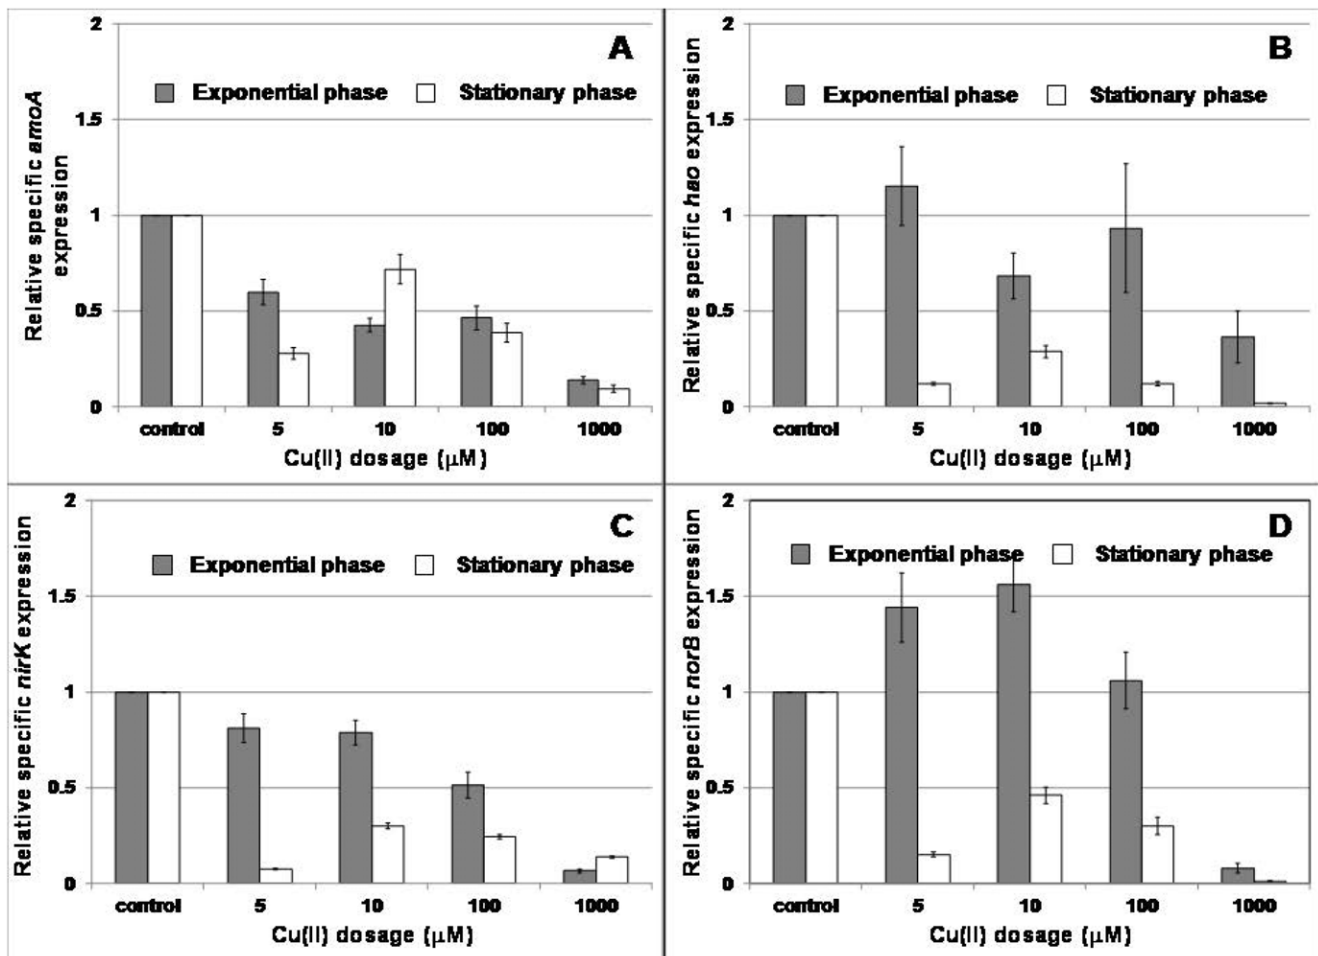 A
Relative specific amoA
expression
2
1.5
1
0.5
0
Exponential phase
Stationary phase
control 5 10 100 1000
Cu(II) dosage (μM)
B
Relative specific hao expression
2
1.5
1
0.5
0
Exponential phase
Stationary phase
control 5 10 100 1000
Cu(II) dosage (μM)
C
Relative specific nirK expression
2
1.5
1
0.5
0
Exponential phase
Stationary phase
control 5 10 100 1000
Cu(II) dosage (μM)
D
Relative specific norB expression
2
1.5
1
0.5
0
Exponential phase
Stationary phase
control 5 10 100 1000
Cu(II) dosage (μM)